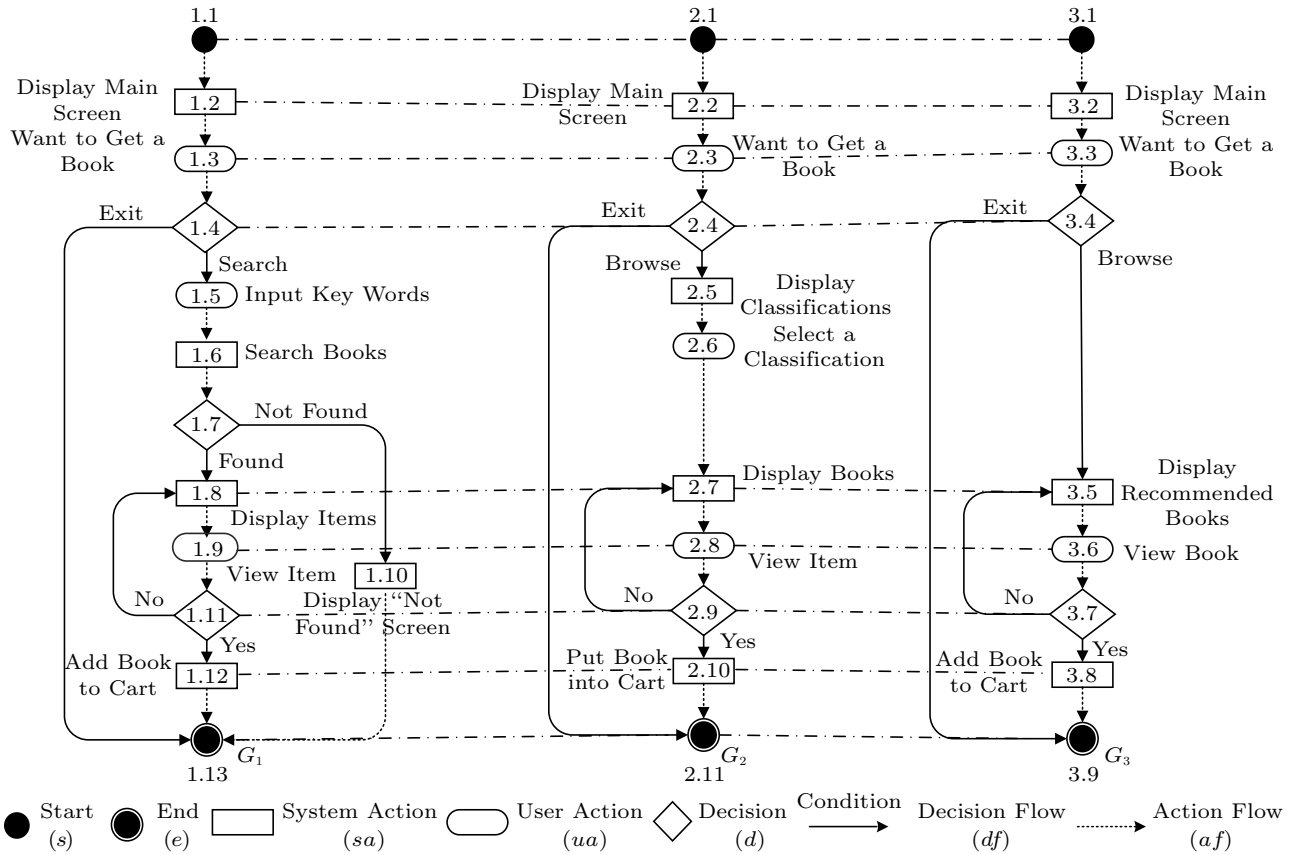 1.1 2.1 3.1
Display Main
Screen
1.2
Display Main
Screen
2.2
3.2
Display Main
Screen
Want to Get a
Book
1.3
2.3
Want to Get a
Book
3.3
Want to Get a
Book
Exit
1.4
Exit
2.4
Exit
3.4
Search
Browse
Browse
1.5 Input Key Words
2.5
Display
Classifications
1.6 Search Books
2.6
Select a
Classification
1.7
Not Found
Found
1.8
Display Items
2.7
Display Books
3.5
Display
Recommended
Books
1.9
View Item
1.10
Display “Not
Found” Screen
2.8
View Item
3.6
View Book
No
1.11
Yes
No
2.9
Yes
No
3.7
Yes
Add Book
to Cart
1.12
Put Book
into Cart
2.10
Add Book
to Cart
3.8
G1
1.13
G2
2.11
G3
3.9
Start
(s)
End
(e)
System Action
(sa)
User Action
(ua)
Decision
(d)
Condition
Decision Flow
(df)
Action Flow
(af)